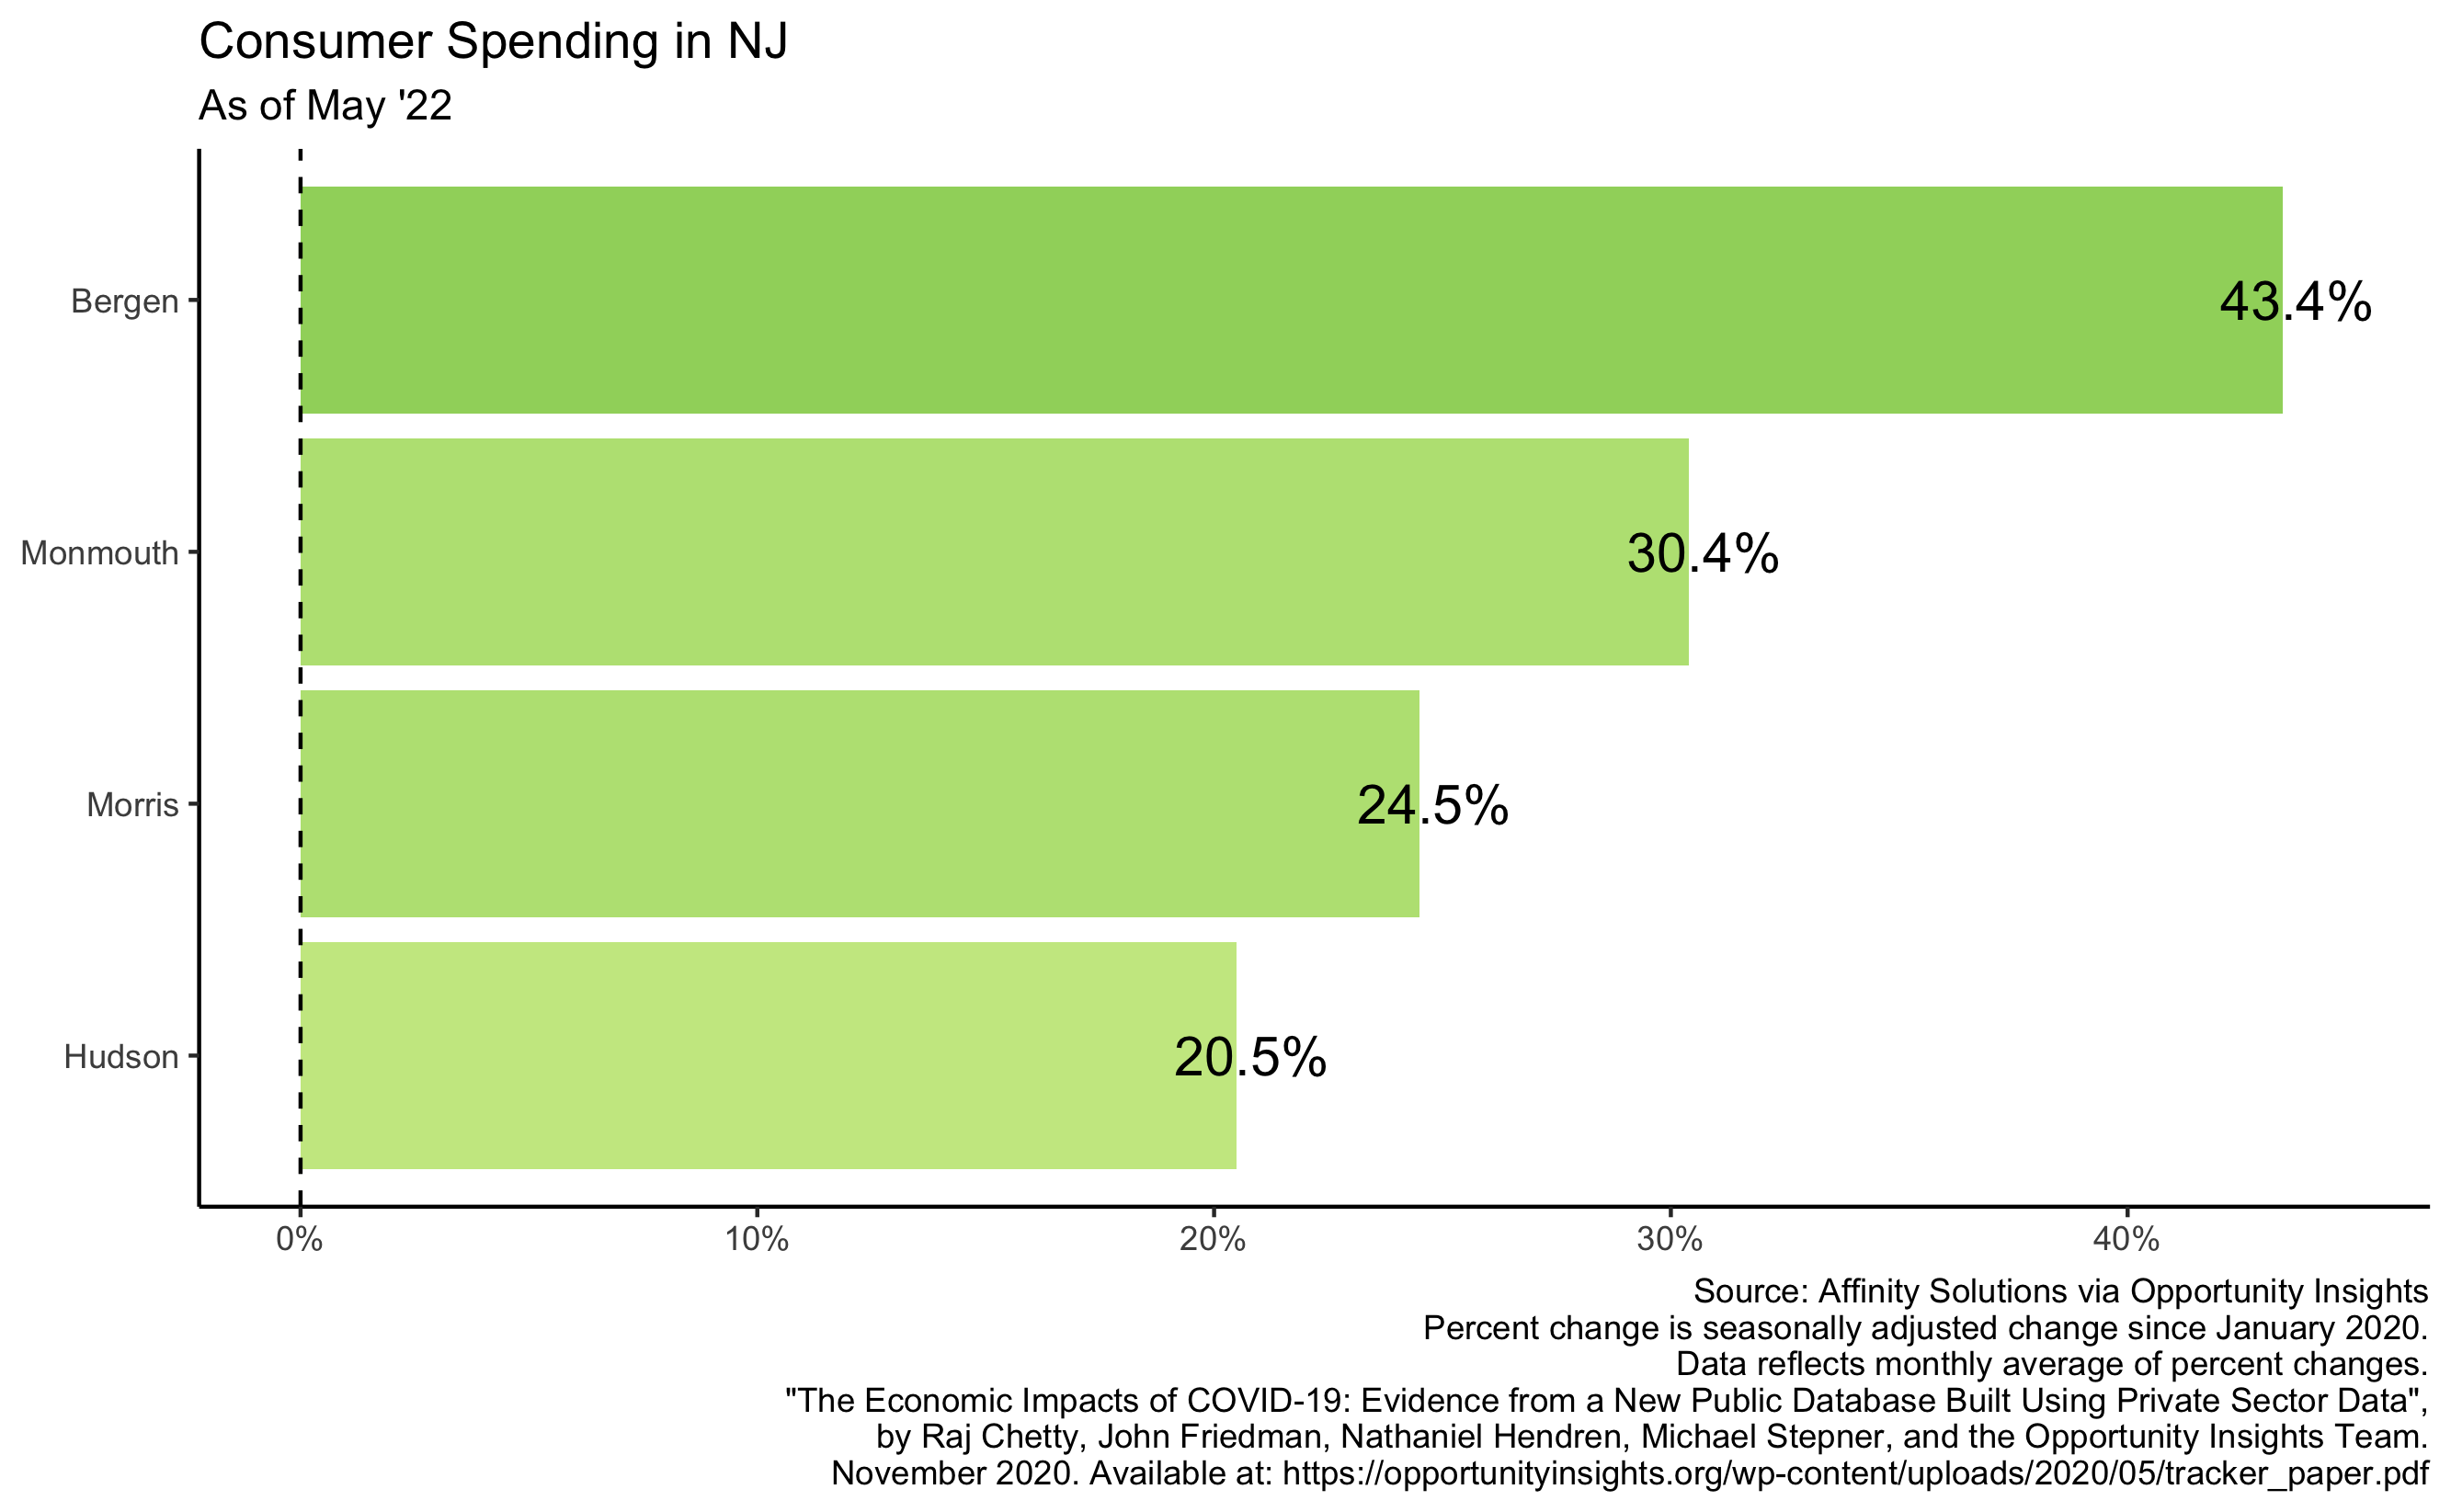 Consumer Spending in NJ
As of May '22
Bergen
43.4%
Monmouth
30.4%
Morris
24.5%
Hudson
20.5%
0% 10% 20% 30% 40%
Source: Affinity Solutions via Opportunity Insights
Percent change is seasonally adjusted change since January 2020.
Data reflects monthly average of percent changes.
"The Economic Impacts of COVID-19: Evidence from a New Public Database Built Using Private Sector Data",
by Raj Chetty, John Friedman, Nathaniel Hendren, Michael Stepner, and the Opportunity Insights Team.
November 2020. Available at: https://opportunityinsights.org/wp-content/uploads/2020/05/tracker_paper.pdf